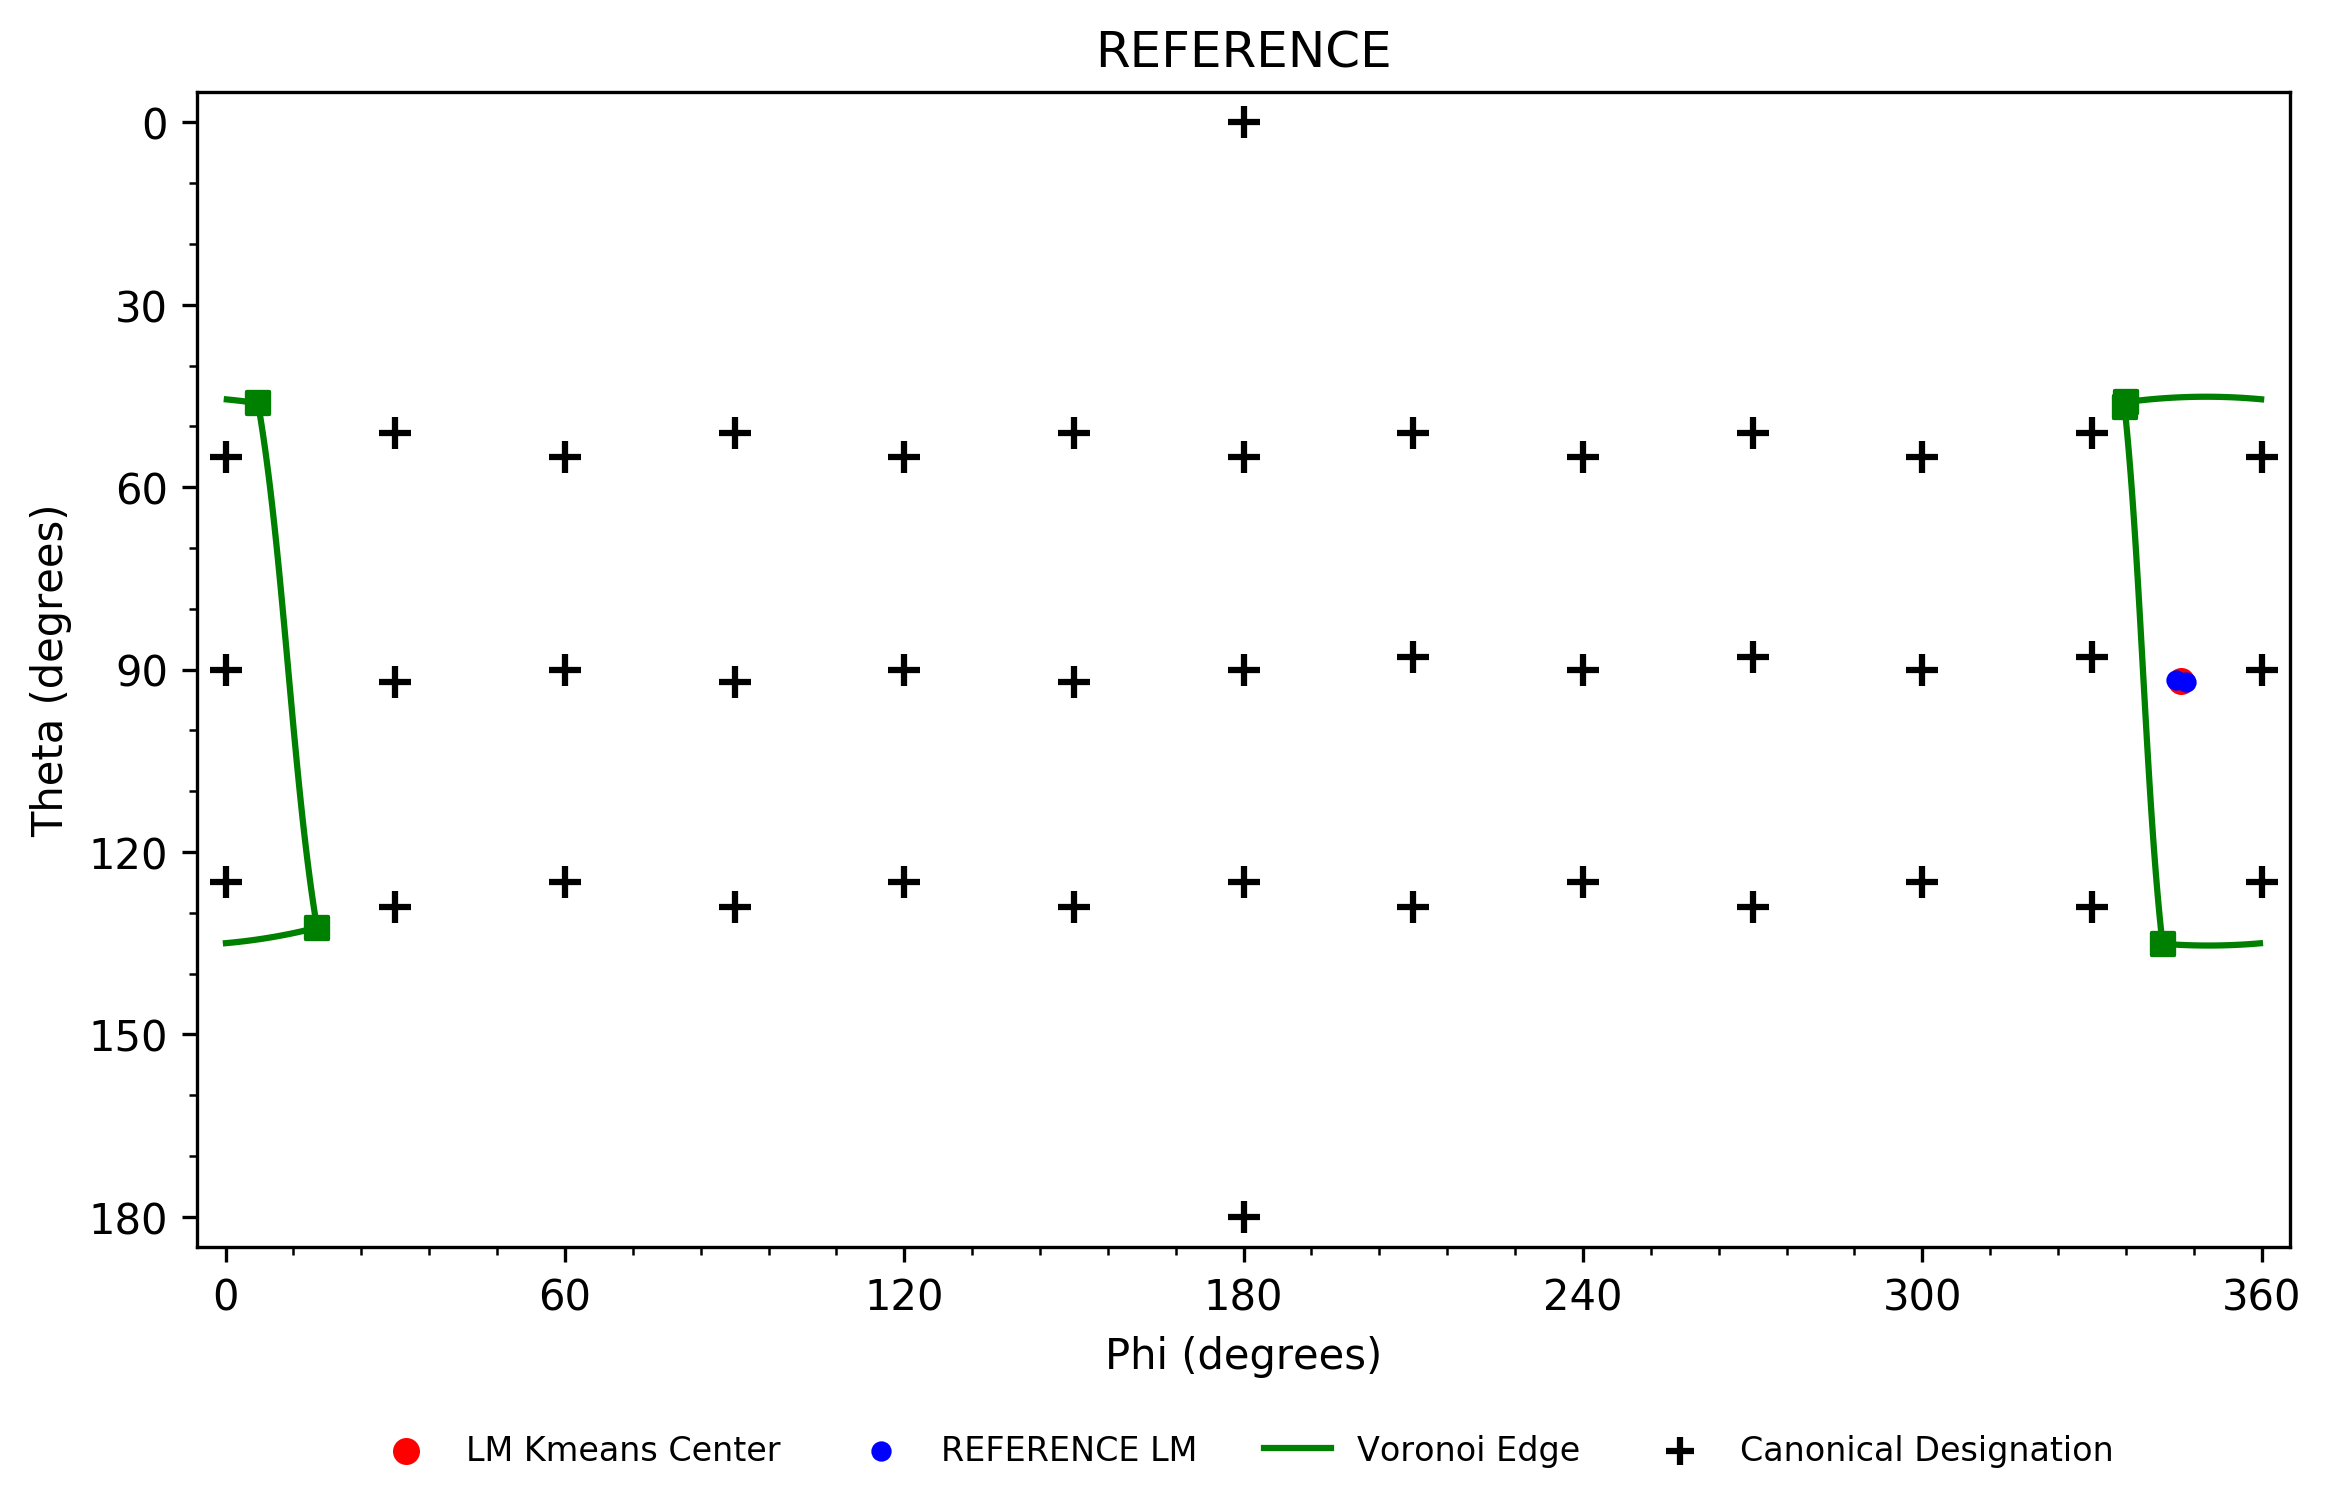 REFERENCE
0
30
60
90
120
150
180
Theta (degrees)
0 60 120 180 240 300 360
Phi (degrees)
LM Kmeans Center REFERENCE LM Voronoi Edge Canonical Designation